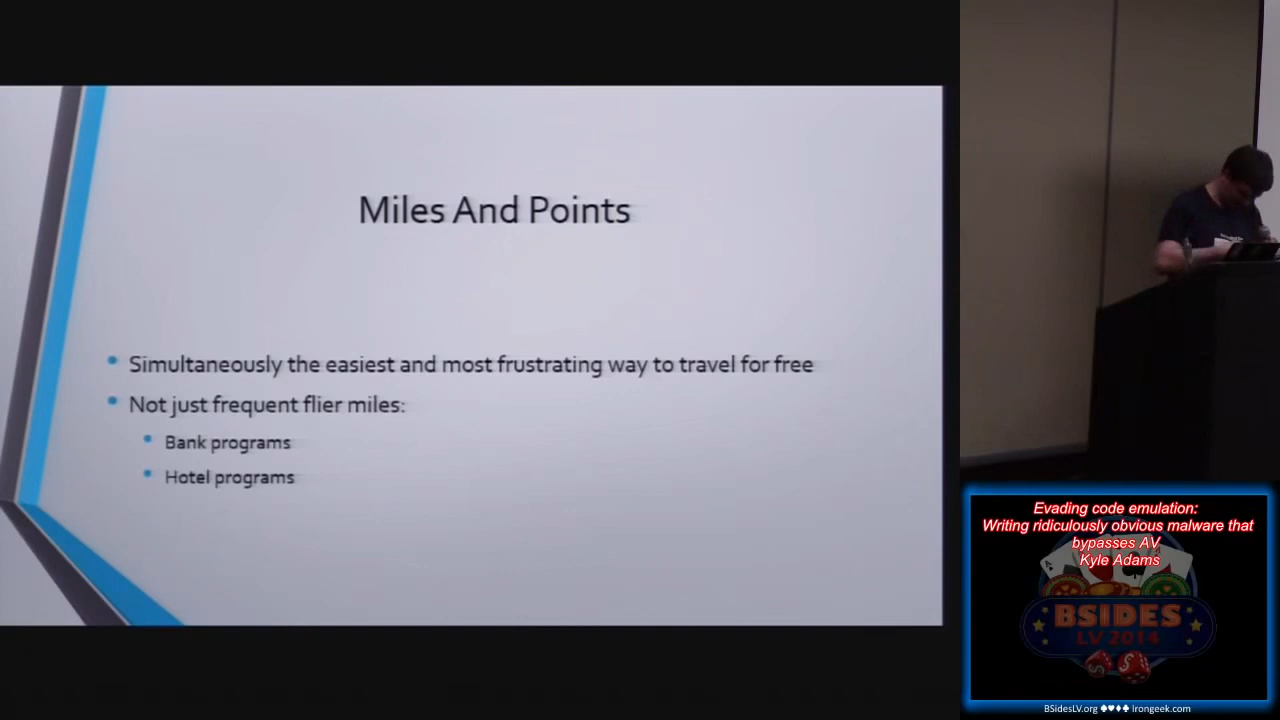 Miles And Points
Simultaneously the easiest and most frustrating way to travel for free
Not just frequent flier miles:
Bank programs
Hotel programs
Evading code emulation:
Writing ridiculously obvious malware that
bypasses AV
Kyle Adams
BSIDES
LV 2014
BSidesLV.org ♠♥♦♣ Irongeek.com